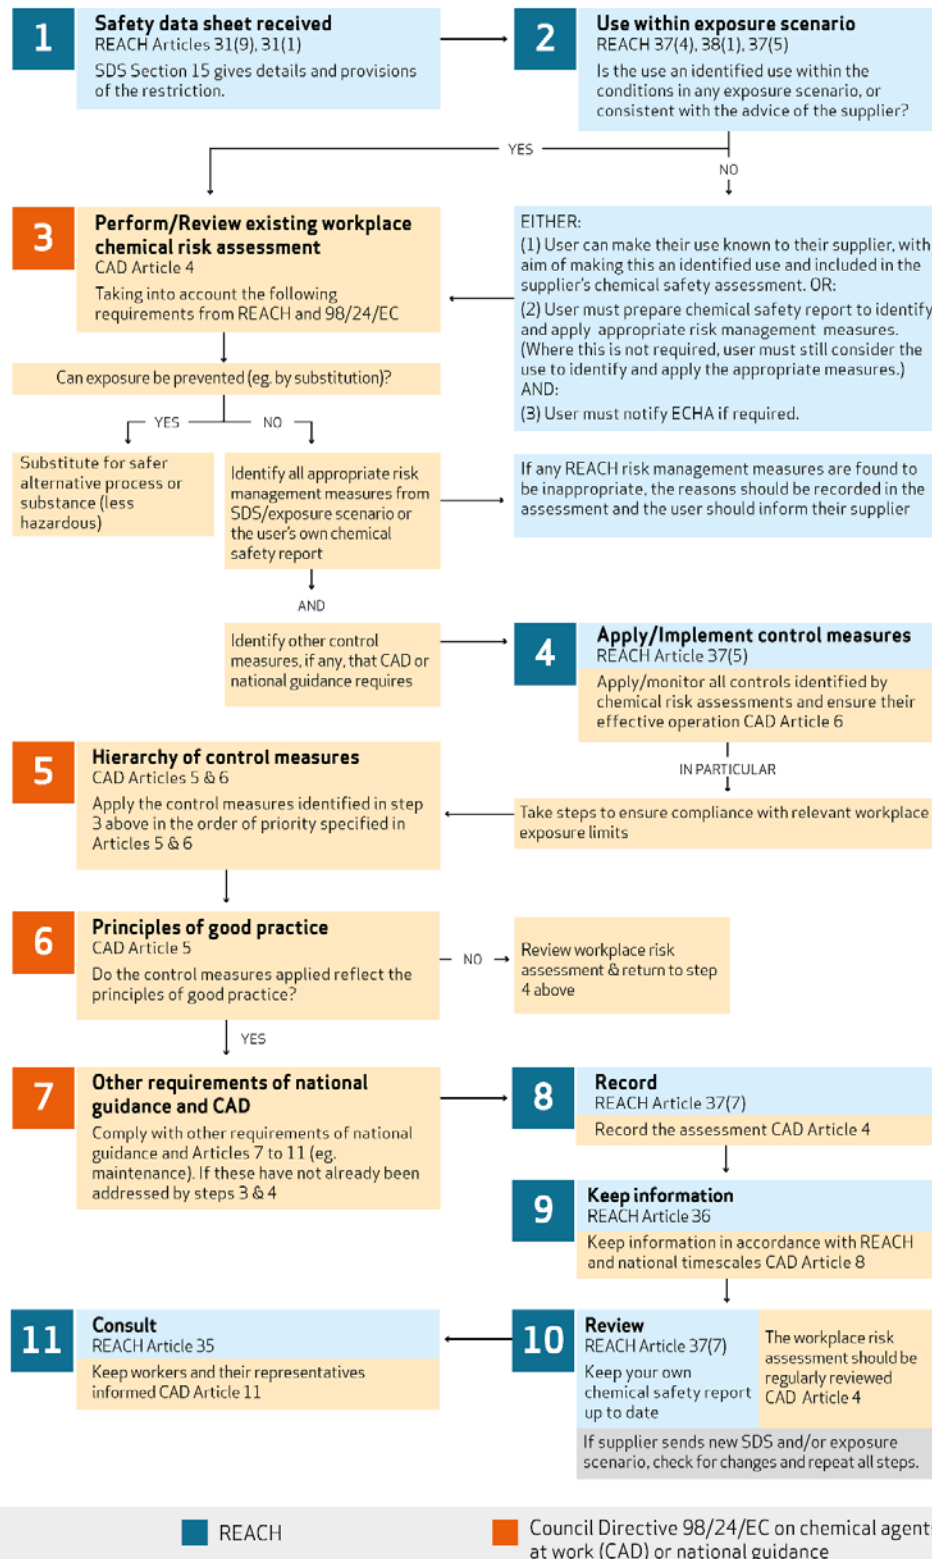 1
Safety data sheet received
REACH Articles 31(9), 31(1)
SDS Section 15 gives details and provisions
of the restriction.
2
Use within exposure scenario
REACH 37(4), 38(1), 37(5)
Is the use an identified use within the
conditions in any exposure scenario, or
consistent with the advice of the supplier?
YES
NO
3
Perform/Review existing workplace
chemical risk assessment
CAD Article 4
Taking into account the following
requirements from REACH and 98/24/EC
EITHER:
(1) User can make their use known to their supplier, with
aim of making this an identified use and included in the
supplier's chemical safety assessment. OR:
(2) User must prepare chemical safety report to identify
and apply appropriate risk management measures.
(Where this is not required, user must still consider the
use to identify and apply the appropriate measures.)
AND:
(3) User must notify ECHA if required.
Can exposure be prevented (eg. by substitution)?
YES
NO
Substitute for safer
alternative process or
substance (less
hazardous)
Identify all appropriate risk
management measures from
SDS/exposure scenario or
the user's own chemical
safety report
If any REACH risk management measures are found to
be inappropriate, the reasons should be recorded in the
assessment and the user should inform their supplier
AND
Identify other control
measures, if any, that CAD or
national guidance requires
4
Apply/Implement control measures
REACH Article 37(5)
Apply/monitor all controls identified by
chemical risk assessments and ensure their
effective operation CAD Article 6
IN PARTICULAR
Take steps to ensure compliance with relevant workplace
exposure limits
5
Hierarchy of control measures
CAD Articles 5 & 6
Apply the control measures identified in step
3 above in the order of priority specified in
Articles 5 & 6
6
Principles of good practice
CAD Article 5
Do the control measures applied reflect the
principles of good practice?
NO
Review workplace risk
assessment & return to step
4 above
YES
7
Other requirements of national
guidance and CAD
Comply with other requirements of national
guidance and Articles 7 to 11 (eg.
maintenance). If these have not already been
addressed by steps 3 & 4
8
Record
REACH Article 37(7)
Record the assessment CAD Article 4
9
Keep information
REACH Article 36
Keep information in accordance with REACH
and national timescales CAD Article 8
10
Review
REACH Article 37(7)
Keep your own
chemical safety report
up to date
The workplace risk
assessment should be
regularly reviewed
CAD Article 4
If supplier sends new SDS and/or exposure
scenario, check for changes and repeat all steps.
11
Consult
REACH Article 35
Keep workers and their representatives
informed CAD Article 11
REACH
Council Directive 98/24/EC on chemical agents
at work (CAD) or national guidance